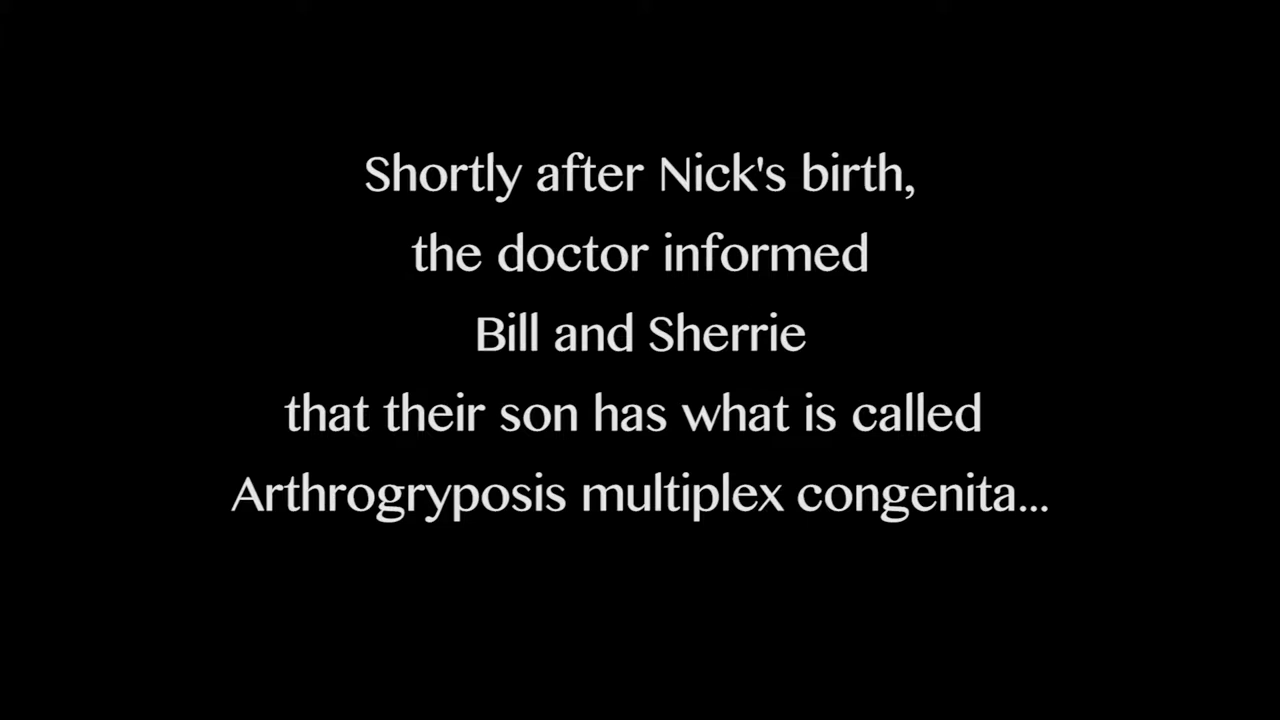 Shortly after Nick's birth,
the doctor informed
Bill and Sherrie
that their son has what is called
Arthrogryposis multiplex congenita...